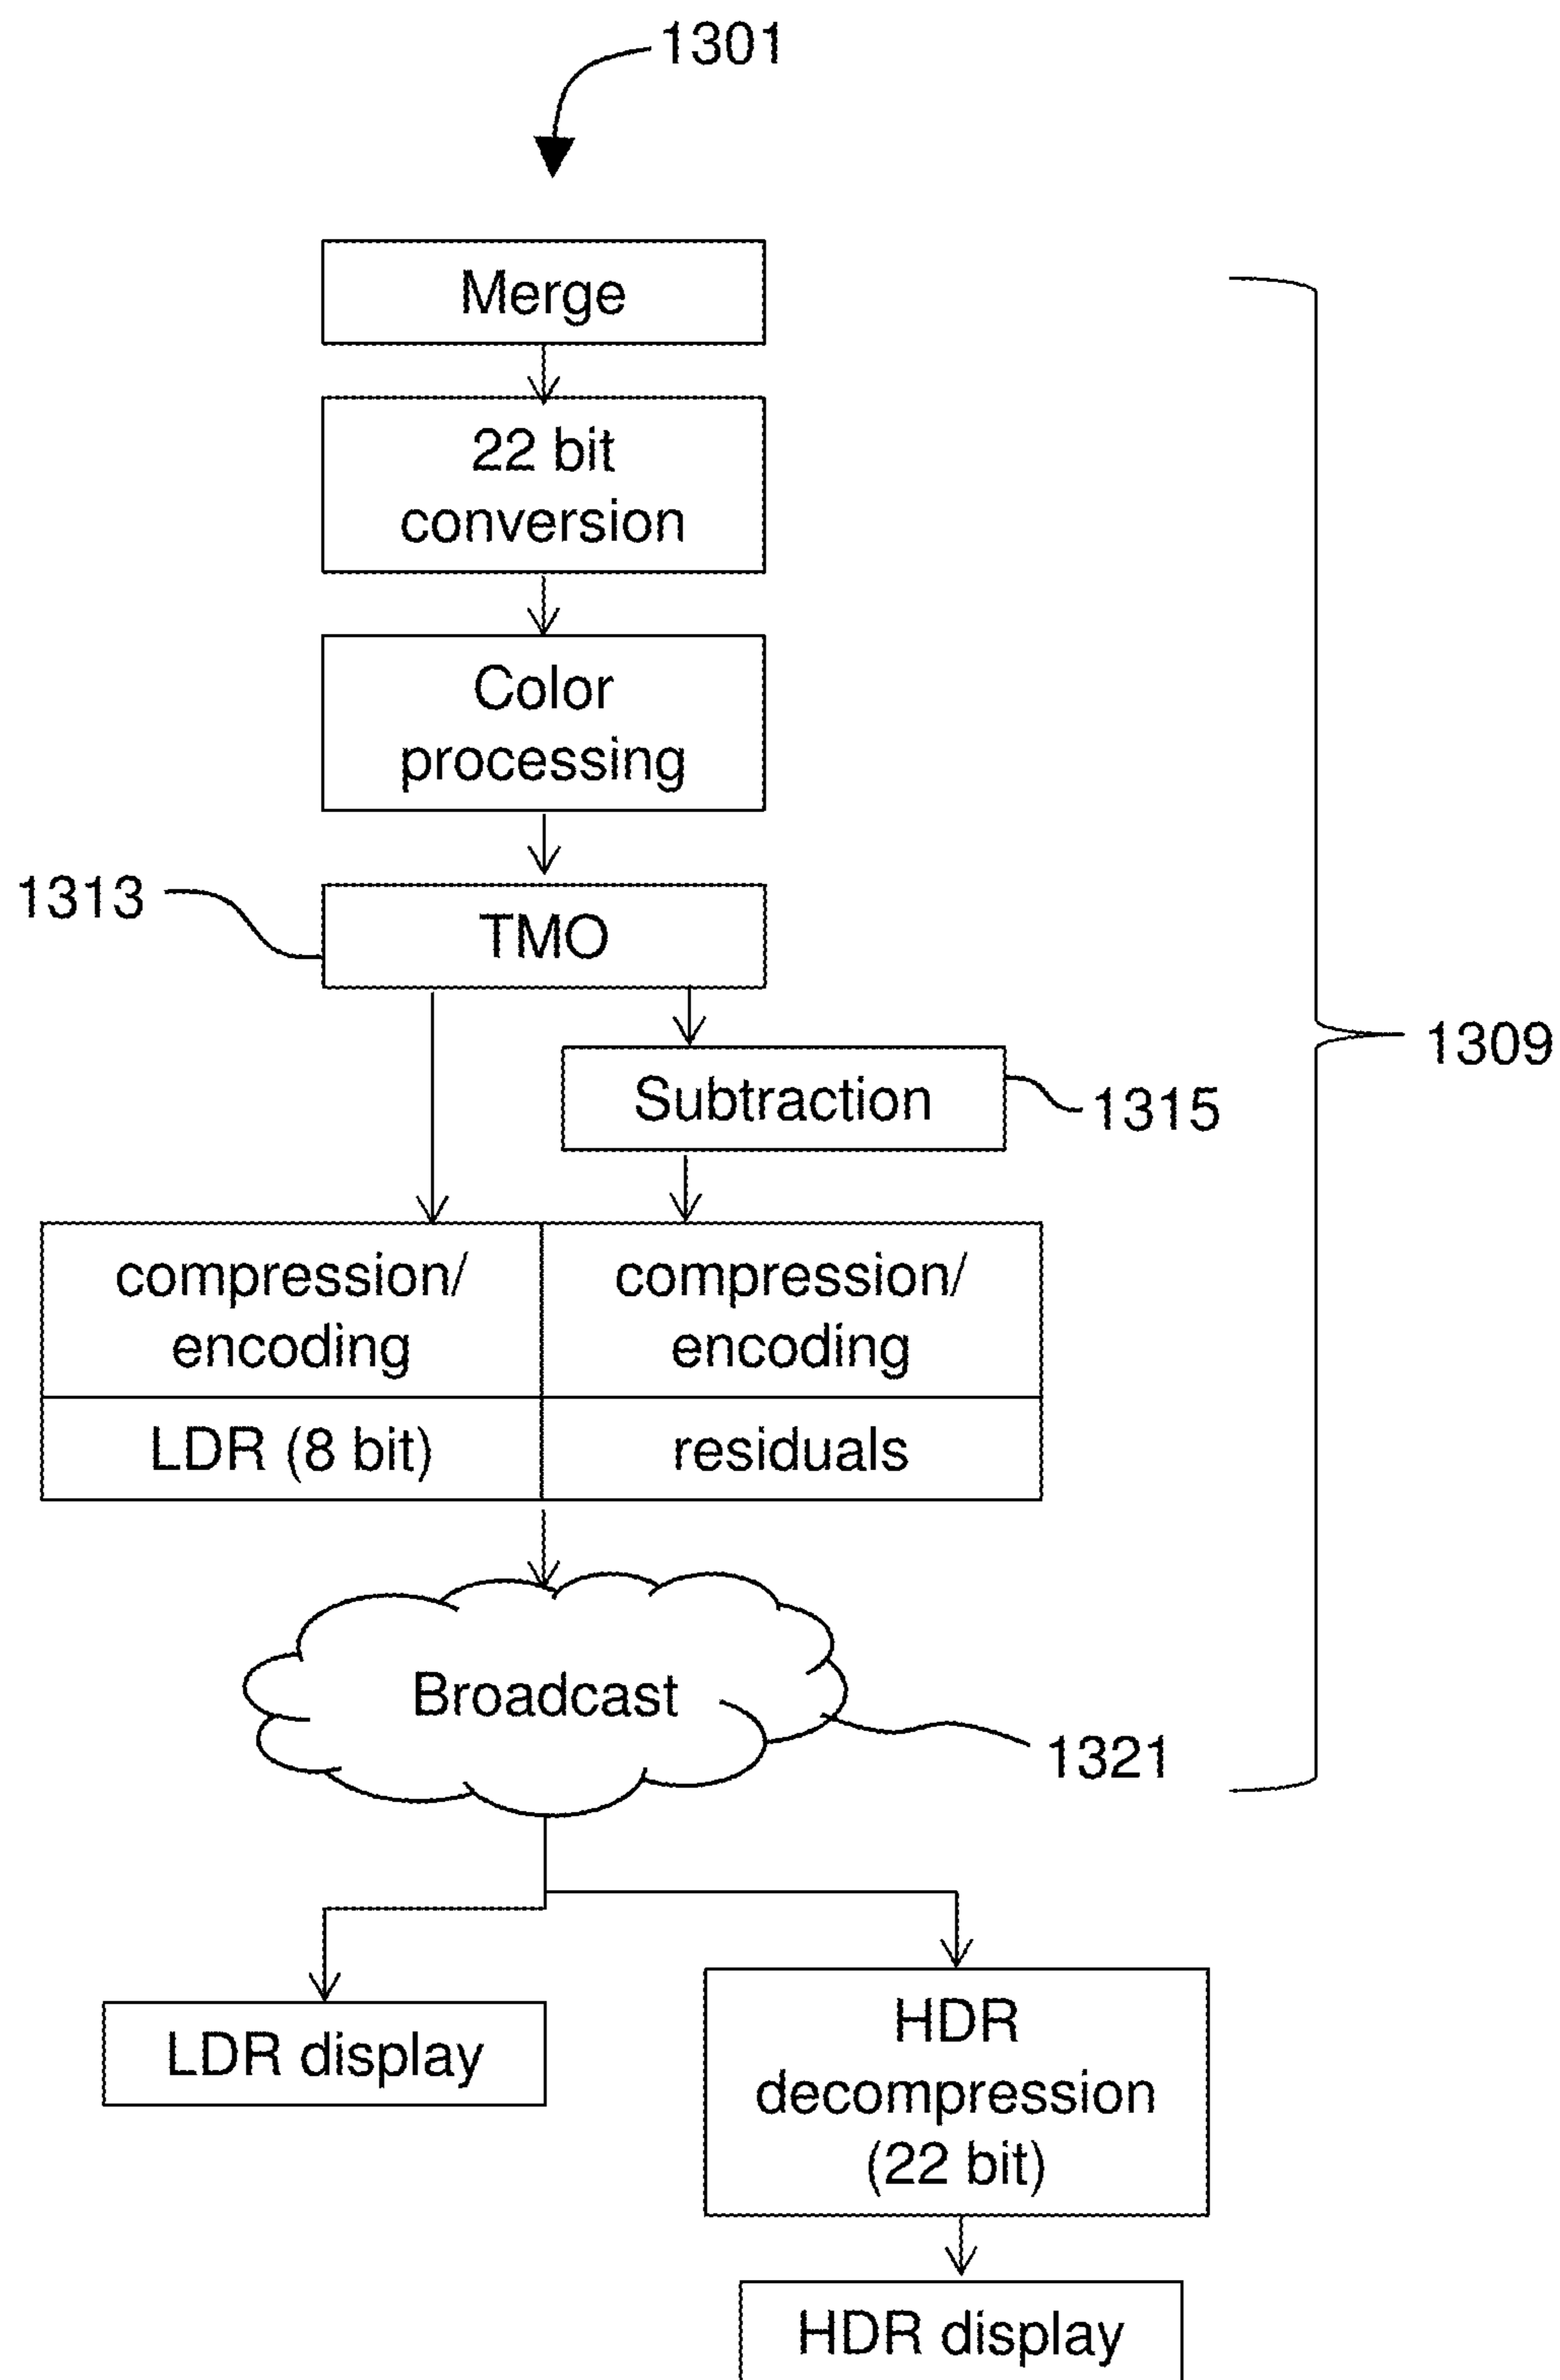 1301
Merge
22 bit
conversion
Color
processing
1313
TMO
1309
Subtraction
1315
compression/
encoding
compression/
encoding
LDR (8 bit)
residuals
Broadcast
1321
LDR display
HDR
decompression
(22 bit)
HDR display